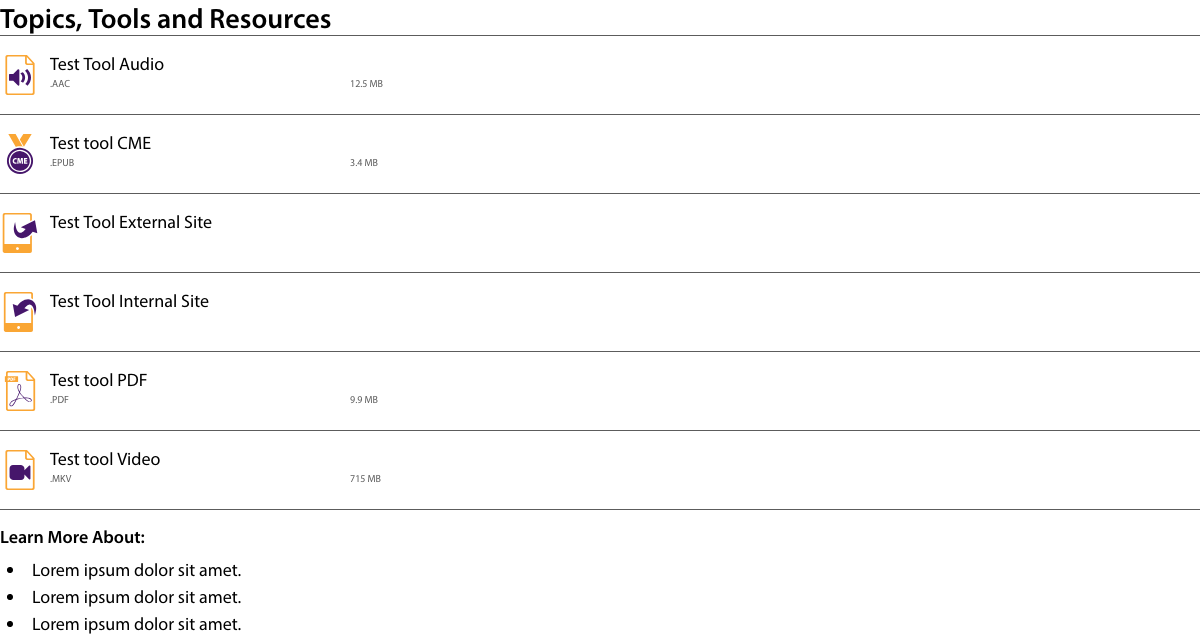 Topics, Tools and Resources
Test Tool Audio
.AAC 12.5 MB
Test tool CME
CME
.EPUB 3.4 MB
Test Tool External Site
Test Tool Internal Site
Test tool PDF
PDF
.PDF 9.9 MB
Test tool Video
.MKV 715 MB
Learn More About:
• Lorem ipsum dolor sit amet.
• Lorem ipsum dolor sit amet.
• Lorem ipsum dolor sit amet.